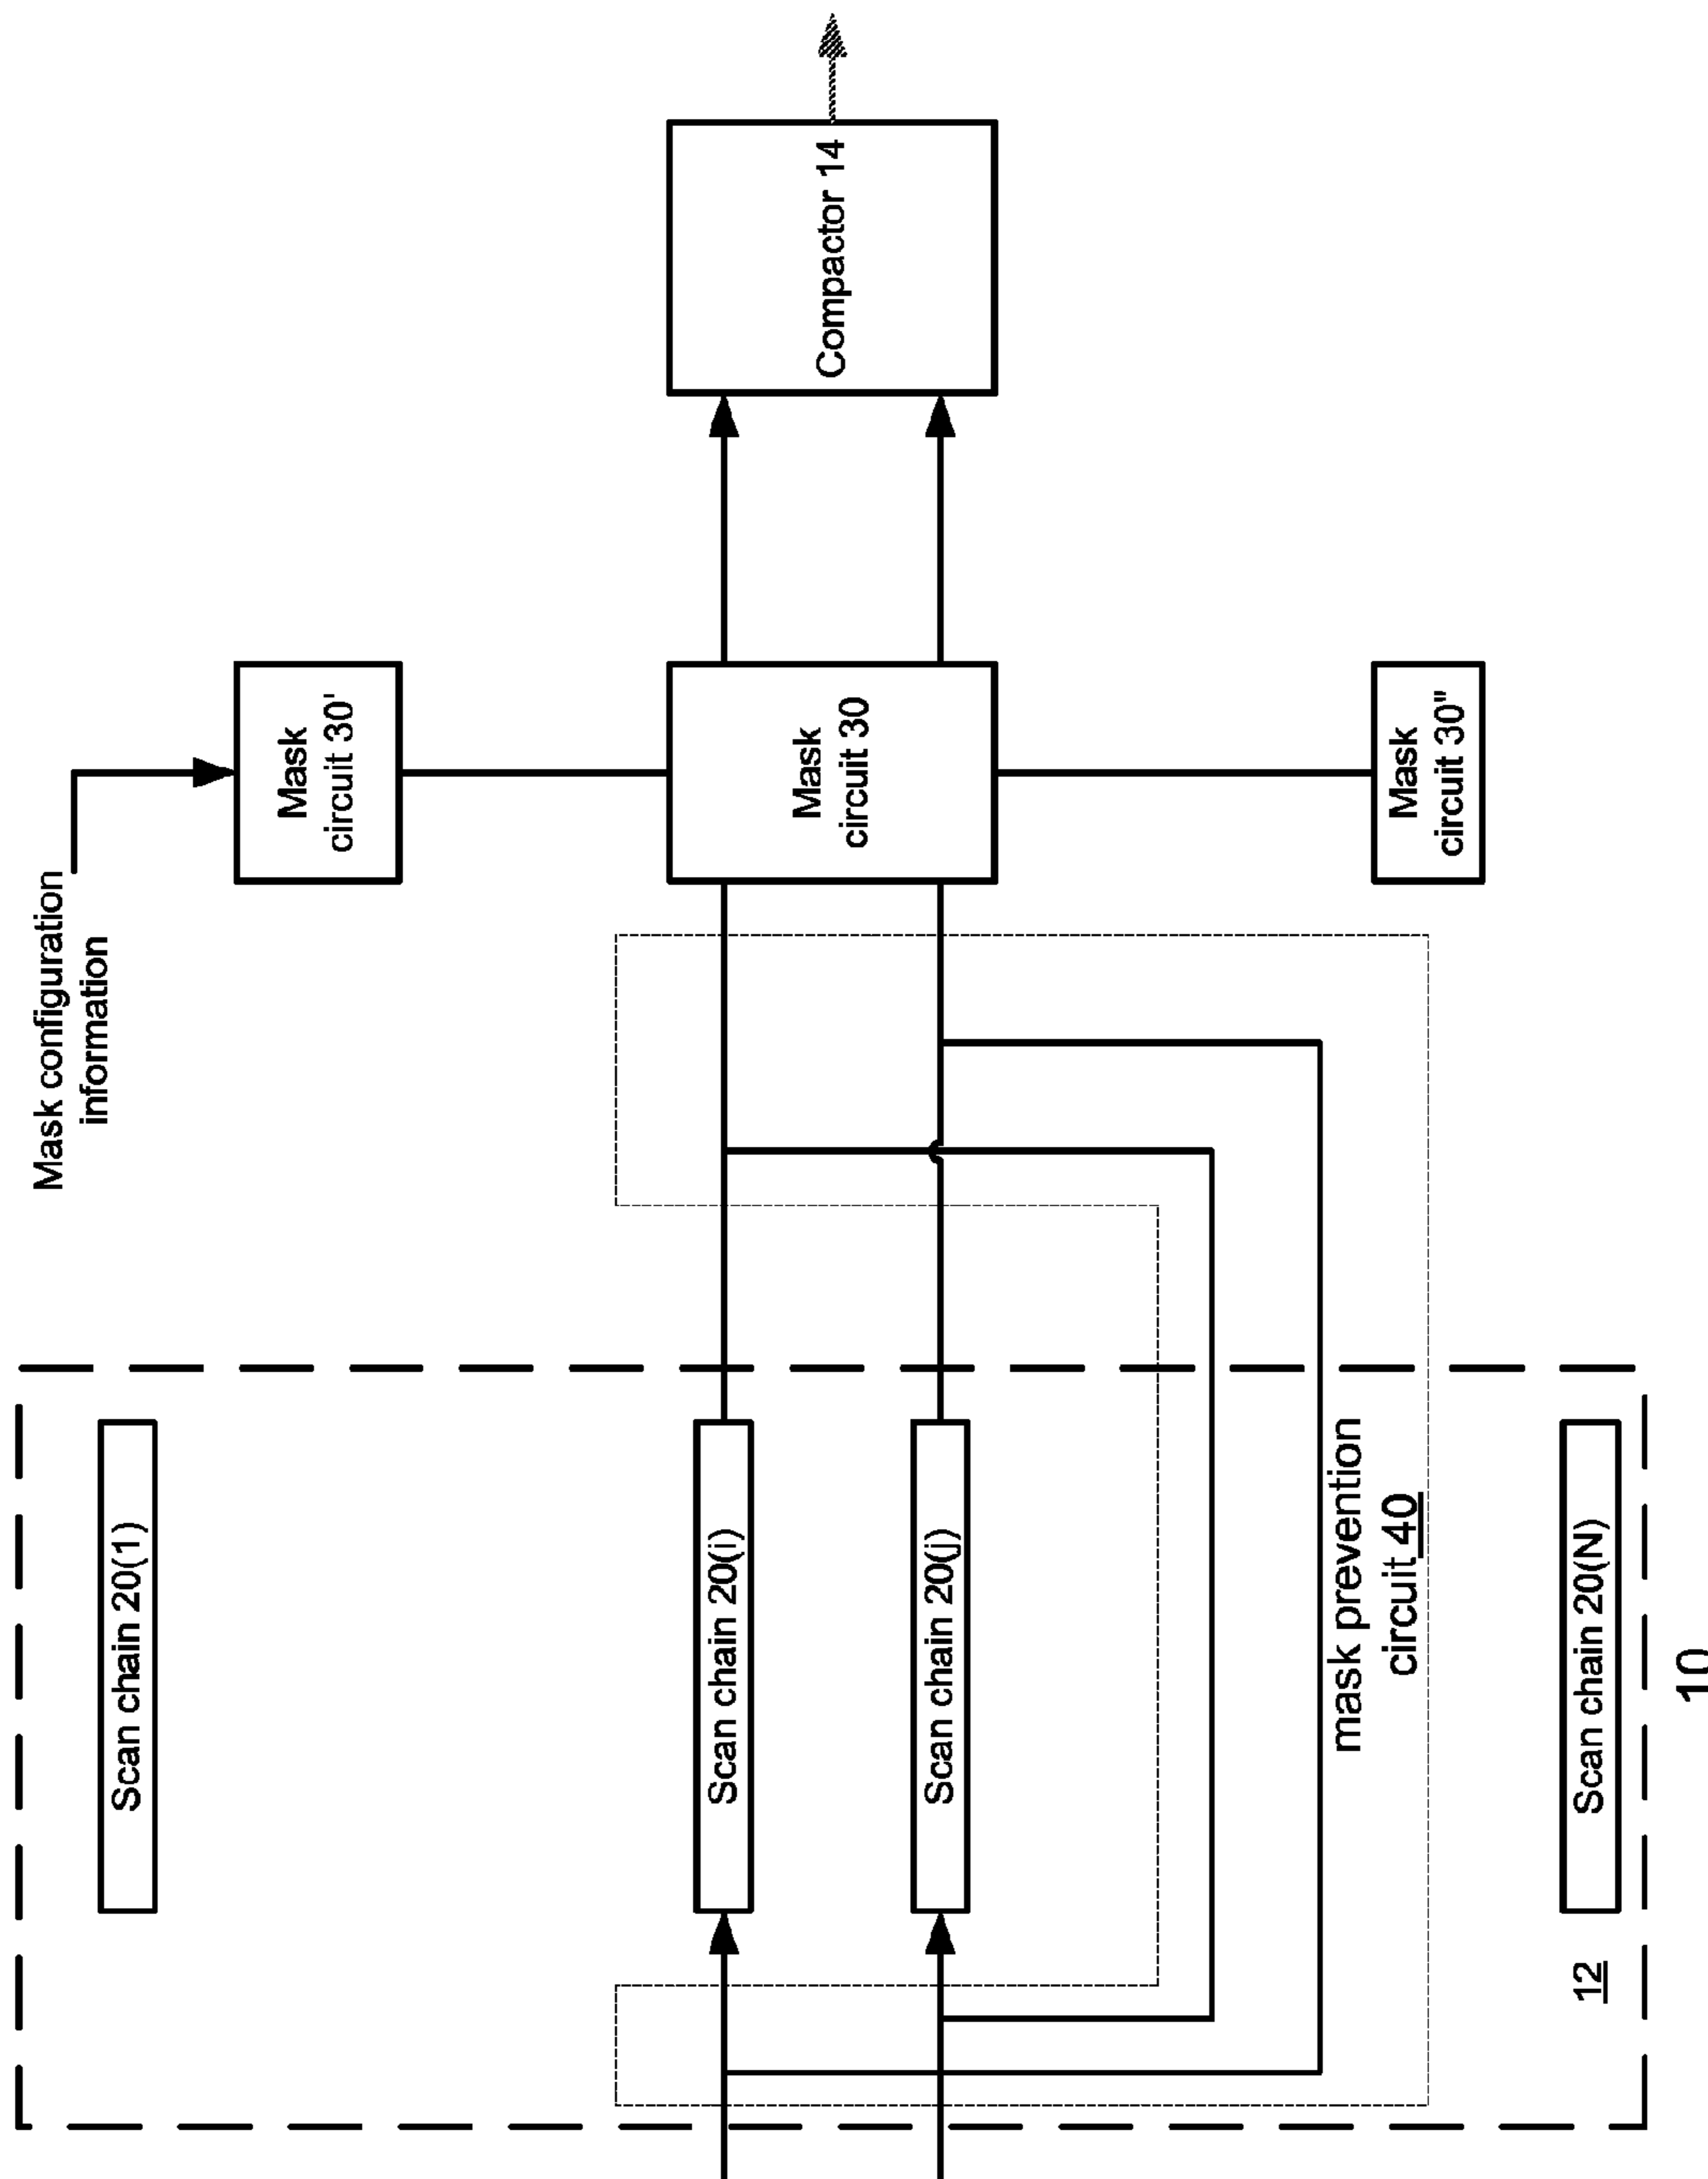 Mask configuration
information
Mask
circuit 30'
Mask
circuit 30
Compactor 14
Mask
circuit 30"
Scan chain 20(1)
Scan chain 20(i)
Scan chain 20(j)
mask prevention
circuit 40
Scan chain 20(N)
12
10